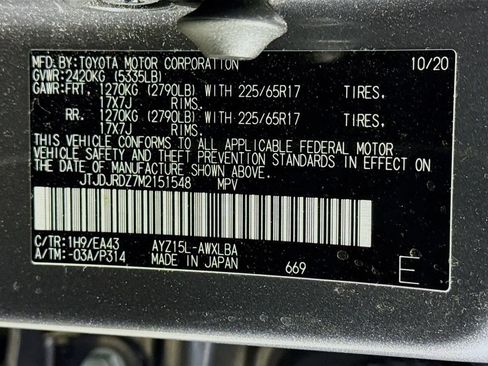 MFD.BY:TOYOTA MOTOR CORPORATION 10/20
GVWR:2420KG (5335LB)
GAWR:FRT. 1270KG (2790LB) WITH 225/65R17 TIRES,
17X7J RIMS.
RR. 1270KG (2790LB) WITH 225/65R17 TIRES,
17X7J RIMS.
THIS VEHICLE CONFORMS TO ALL APPLICABLE FEDERAL MOTOR
VEHICLE SAFETY AND THEFT PREVENTION STANDARDS IN EFFECT ON
THE DATE OF MANUFACTURE SHOWN ABOVE.
JTJDJRDZ7M2151548 MPV
C/TR:1H9/EA43 AYZ15L-AWXLBA
A/TM:-03A/P314 MADE IN JAPAN 669 E